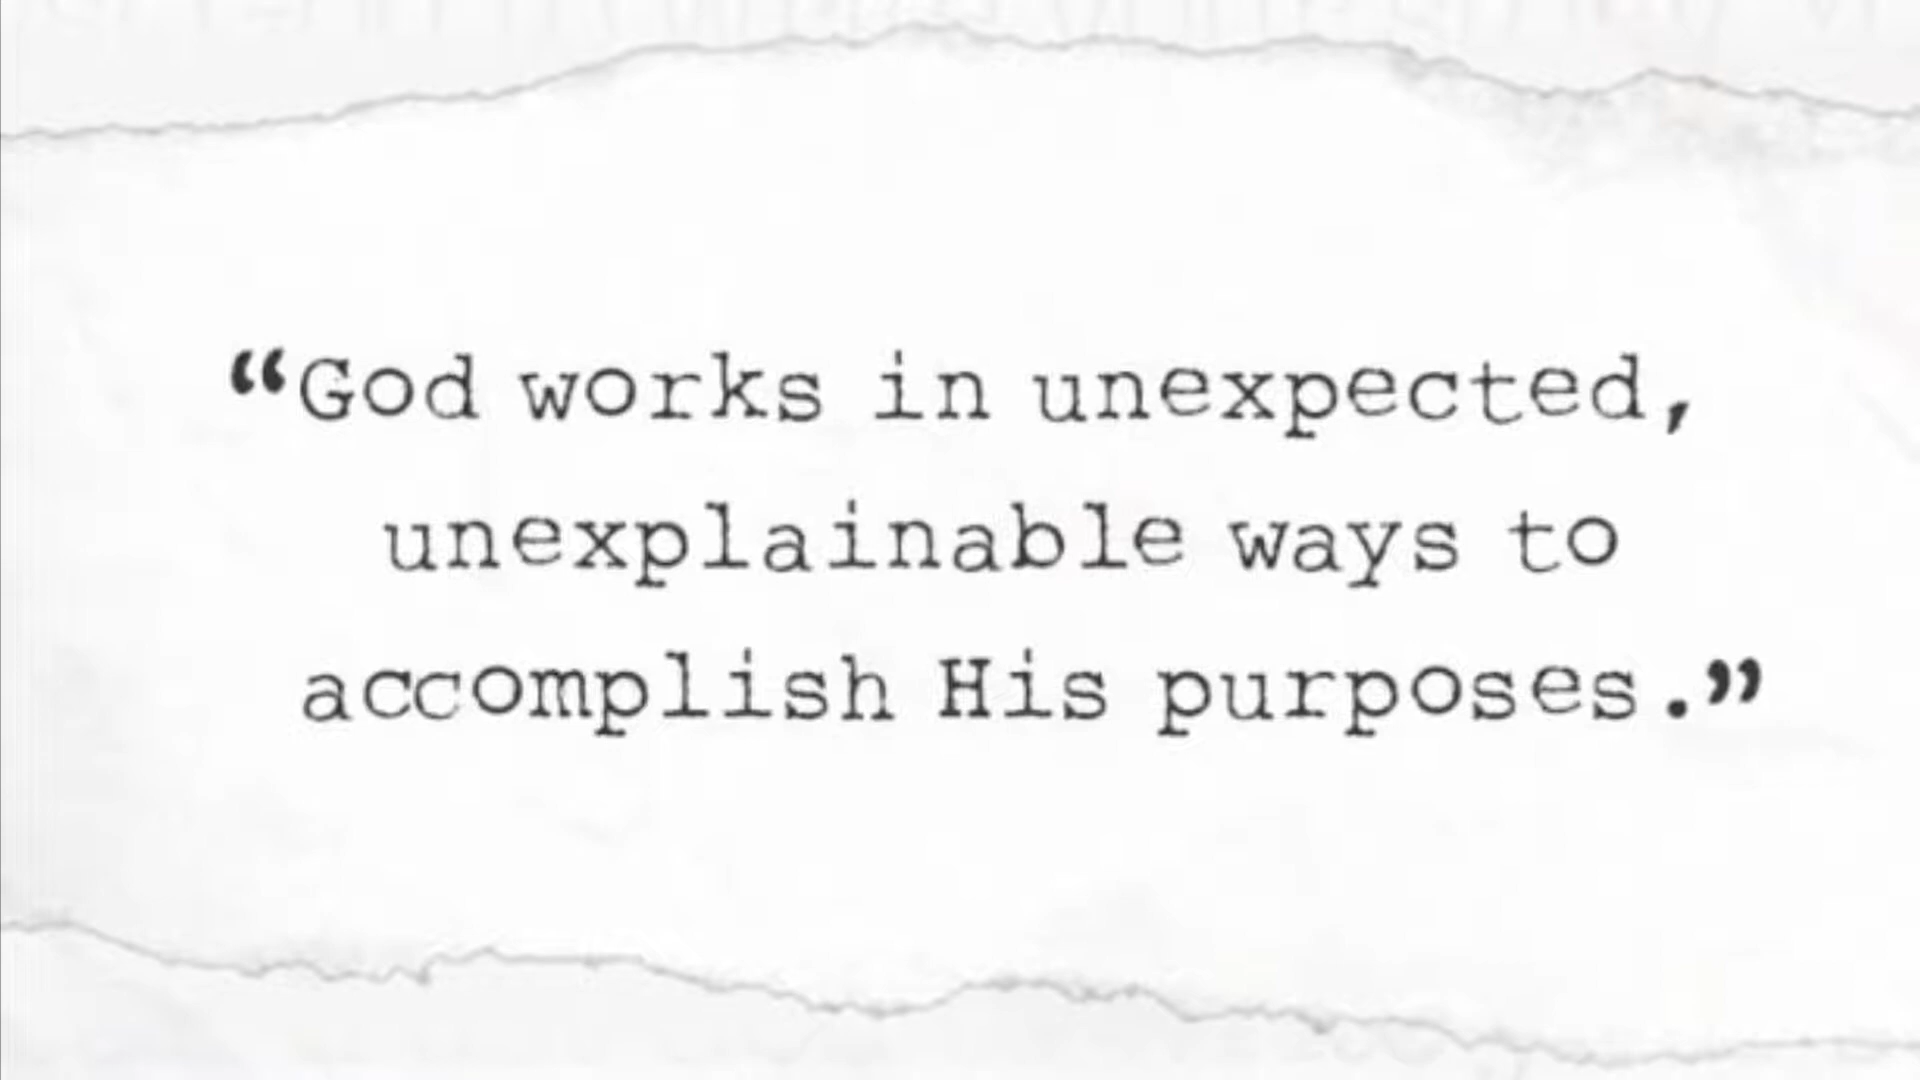 “God works in unexpected,
unexplainable ways to
accomplish His purposes.”